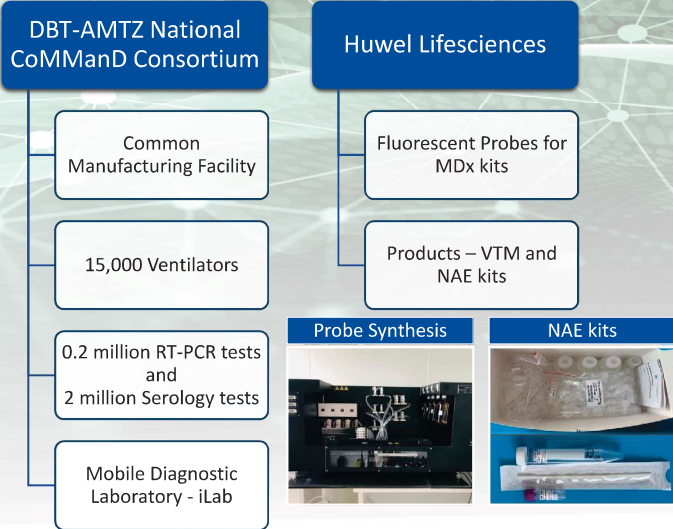 DBT-AMTZ National
CoMManD Consortium
Common
Manufacturing Facility
15,000 Ventilators
0.2 million RT-PCR tests
and
2 million Serology tests
Mobile Diagnostic
Laboratory - iLab
Huwel Lifesciences
Fluorescent Probes for
MDx kits
Products – VTM and
NAE kits
Probe Synthesis
NAE kits